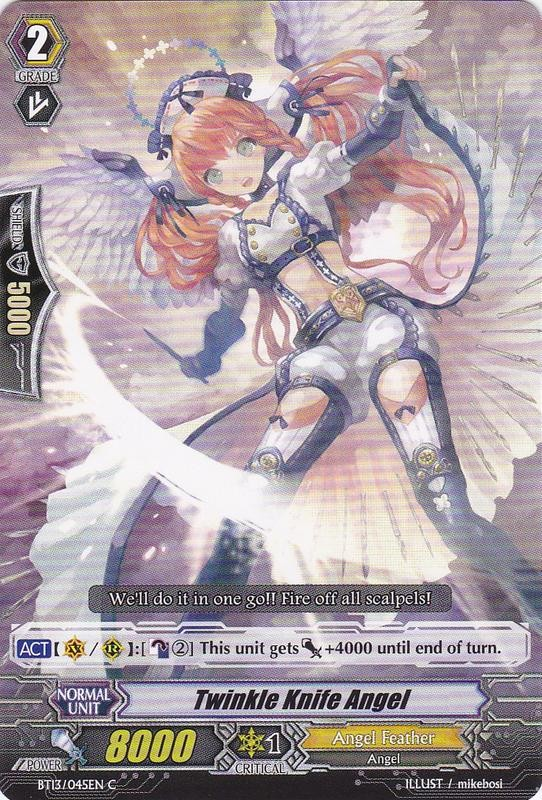 2
GRADE
SHIELD
5000
We'll do it in one go!! Fire off all scalpels!
ACT【V/R】:[②] This unit gets +4000 until end of turn.
NORMAL
UNIT
Twinkle Knife Angel
POWER
8000
1
CRITICAL
Angel Feather
Angel
BT13/045EN C
ILLUST / mikebosi